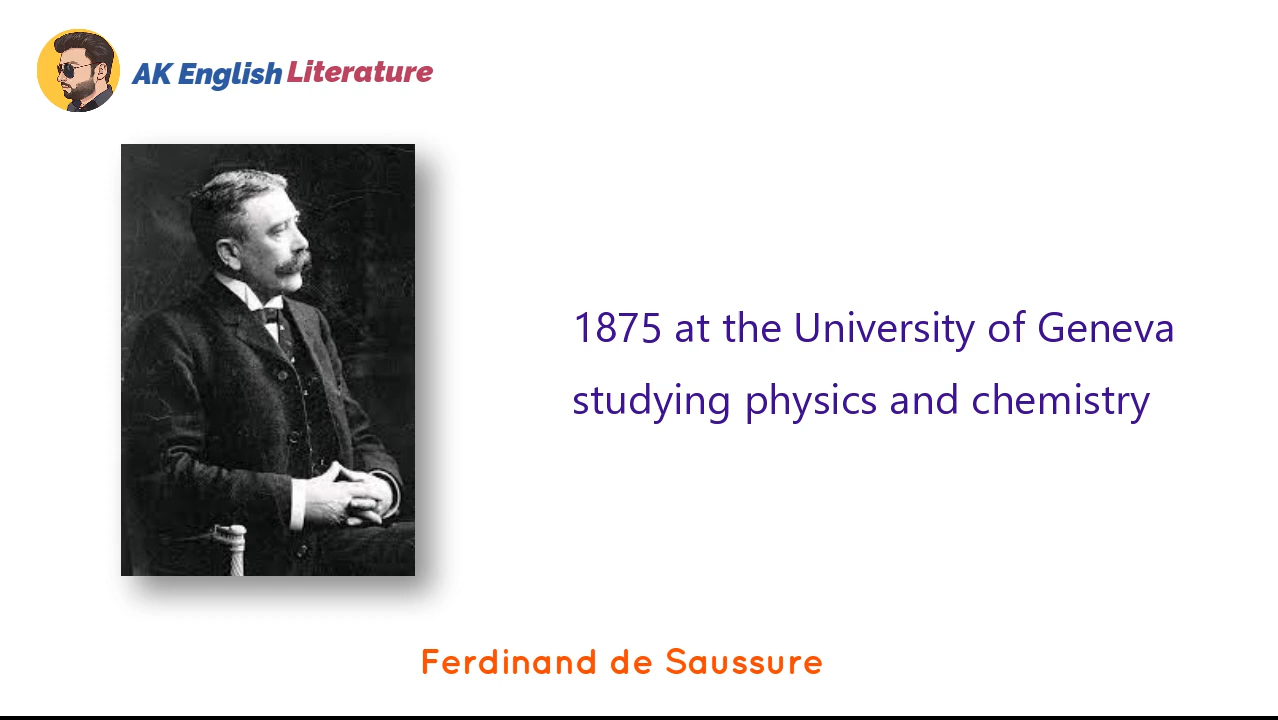 AK English Literature
1875 at the University of Geneva
studying physics and chemistry
Ferdinand de Saussure